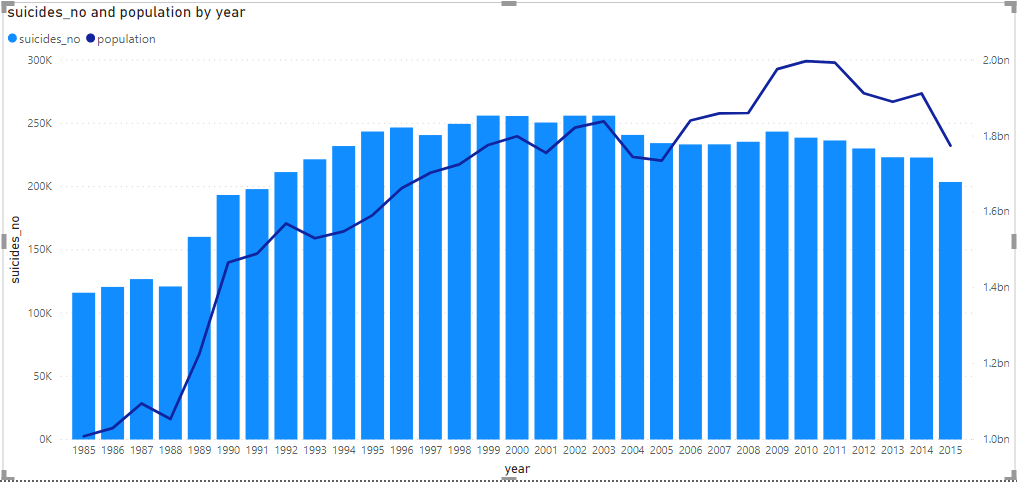 suicides_no and population by year
suicides_no population
300K
250K
200K
150K
100K
50K
0K
suicides_no
2.0bn
1.8bn
1.6bn
1.4bn
1.2bn
1.0bn
1985 1986 1987 1988 1989 1990 1991 1992 1993 1994 1995 1996 1997 1998 1999 2000 2001 2002 2003 2004 2005 2006 2007 2008 2009 2010 2011 2012 2013 2014 2015
year